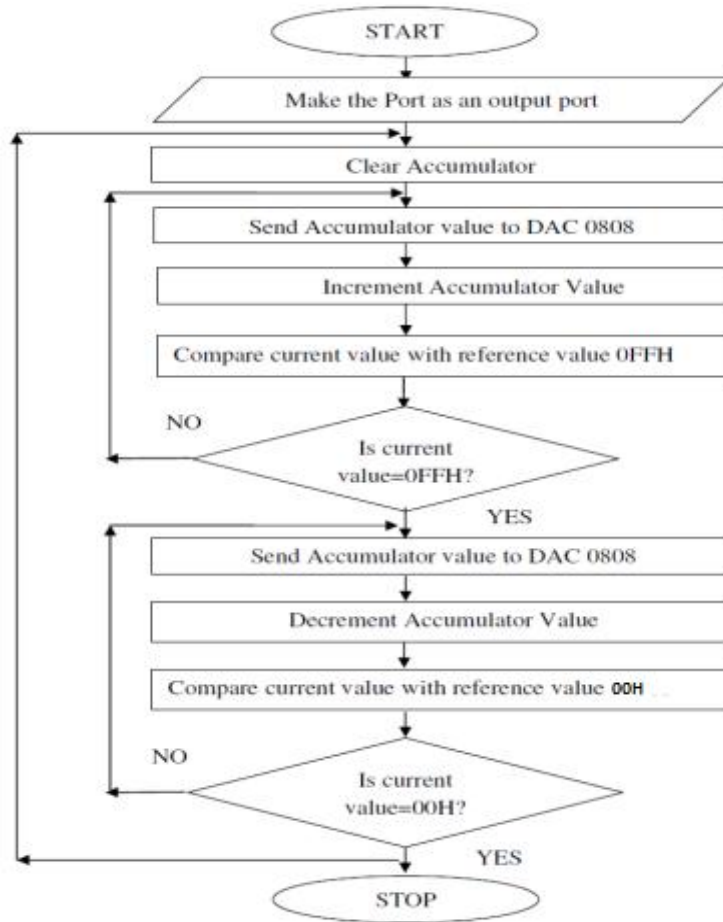 START
Make the Port as an output port
Clear Accumulator
Send Accumulator value to DAC 0808
Increment Accumulator Value
Compare current value with reference value 0FFH
NO
Is current
value=0FFH?
YES
Send Accumulator value to DAC 0808
Decrement Accumulator Value
Compare current value with reference value 00H
NO
Is current
value=00H?
YES
STOP